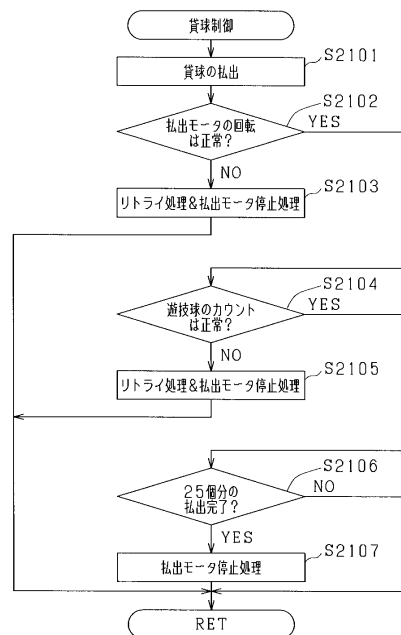 貸球制御
S2101
貸球の払出
S2102
払出モータの回転
は正常?
YES
NO
S2103
リトライ処理&払出モータ停止処理
S2104
遊技球のカウント
は正常?
YES
NO
S2105
リトライ処理&払出モータ停止処理
S2106
25個分の
払出完了?
NO
YES
S2107
払出モータ停止処理
RET